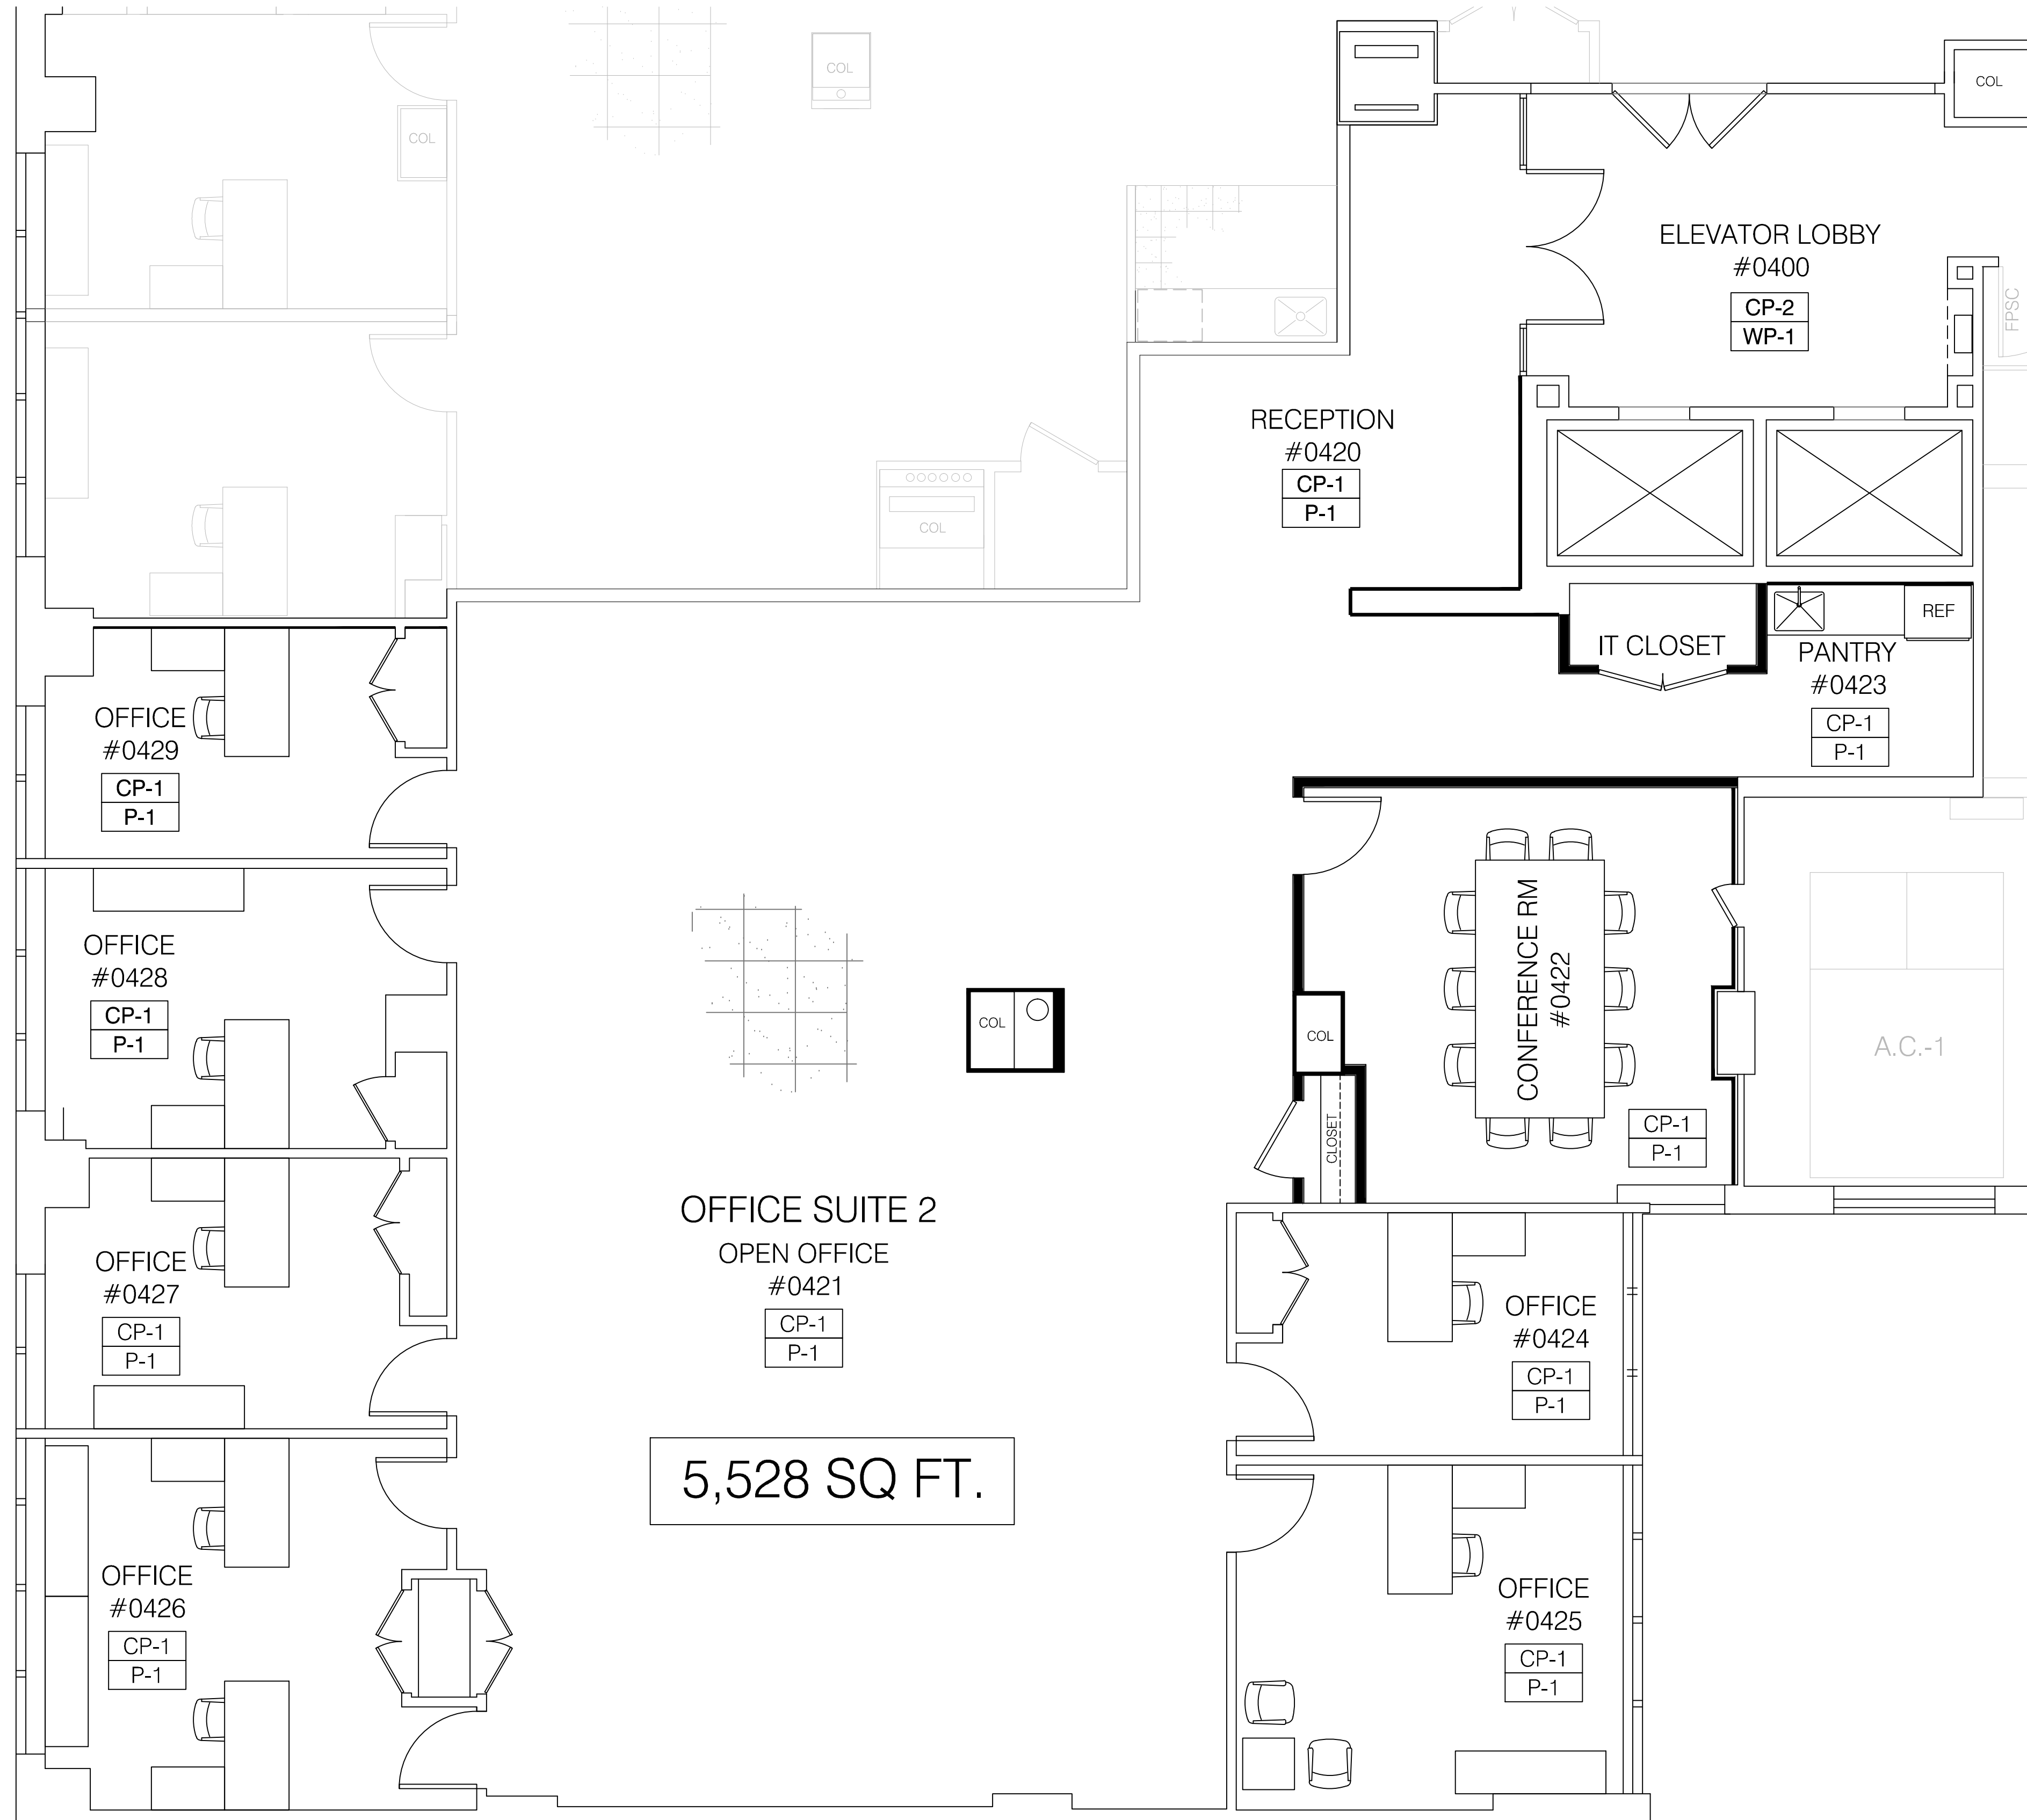 COL
COL
COL
ELEVATOR LOBBY
#0400
CP-2
WP-1
FPSC
RECEPTION
#0420
CP-1
P-1
COL
IT CLOSET
REF
PANTRY
#0423
CP-1
P-1
OFFICE
#0429
CP-1
P-1
OFFICE
#0428
CP-1
P-1
COL
COL
CONFERENCE RM
#0422
CP-1
P-1
A.C.-1
CLOSET
OFFICE SUITE 2
OPEN OFFICE
#0421
CP-1
P-1
OFFICE
#0427
CP-1
P-1
OFFICE
#0424
CP-1
P-1
5,528 SQ FT.
OFFICE
#0426
CP-1
P-1
OFFICE
#0425
CP-1
P-1